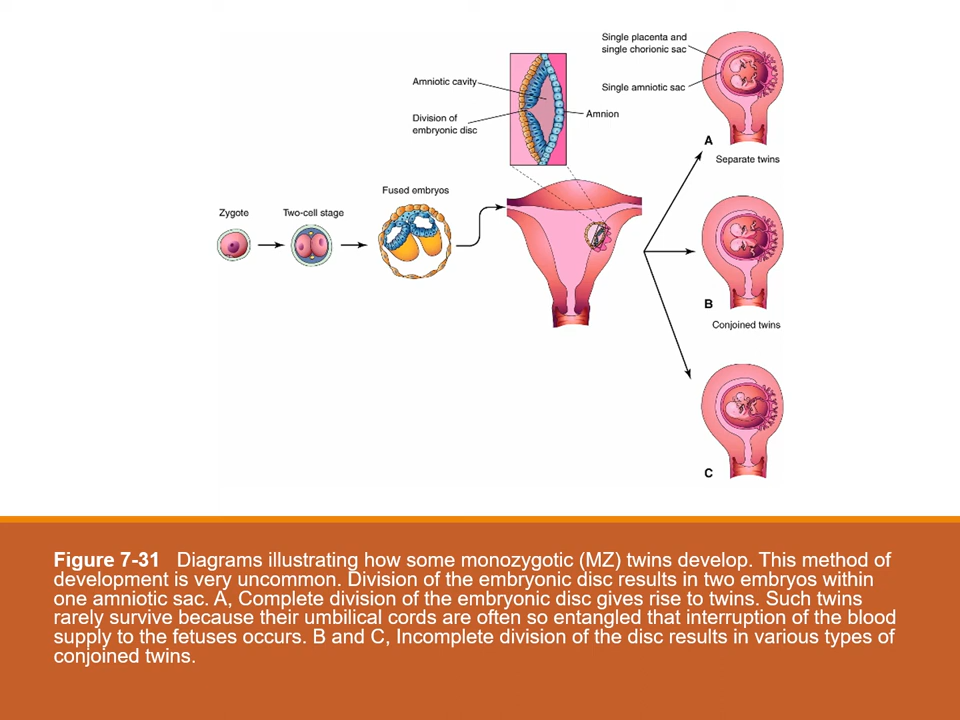 Single placenta and
single chorionic sac
Amniotic cavity
Single amniotic sac
Division of
embryonic disc
Amnion
A
Separate twins
Fused embryos
Zygote
Two-cell stage
B
Conjoined twins
C
Figure 7-31 Diagrams illustrating how some monozygotic (MZ) twins develop. This method of
development is very uncommon. Division of the embryonic disc results in two embryos within
one amniotic sac. A, Complete division of the embryonic disc gives rise to twins. Such twins
rarely survive because their umbilical cords are often so entangled that interruption of the blood
supply to the fetuses occurs. B and C, Incomplete division of the disc results in various types of
conjoined twins.